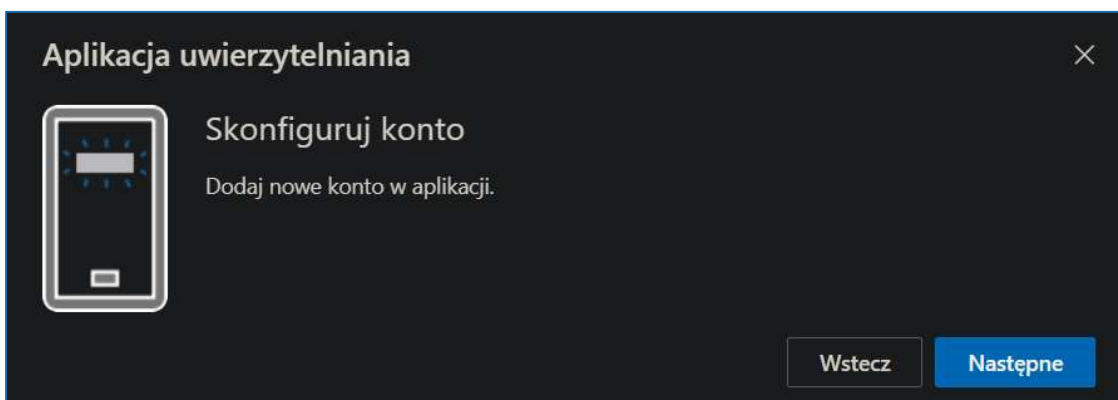 Aplikacja uwierzytelniania
Skonfiguruj konto
Dodaj nowe konto w aplikacji.
Wstecz
Następne